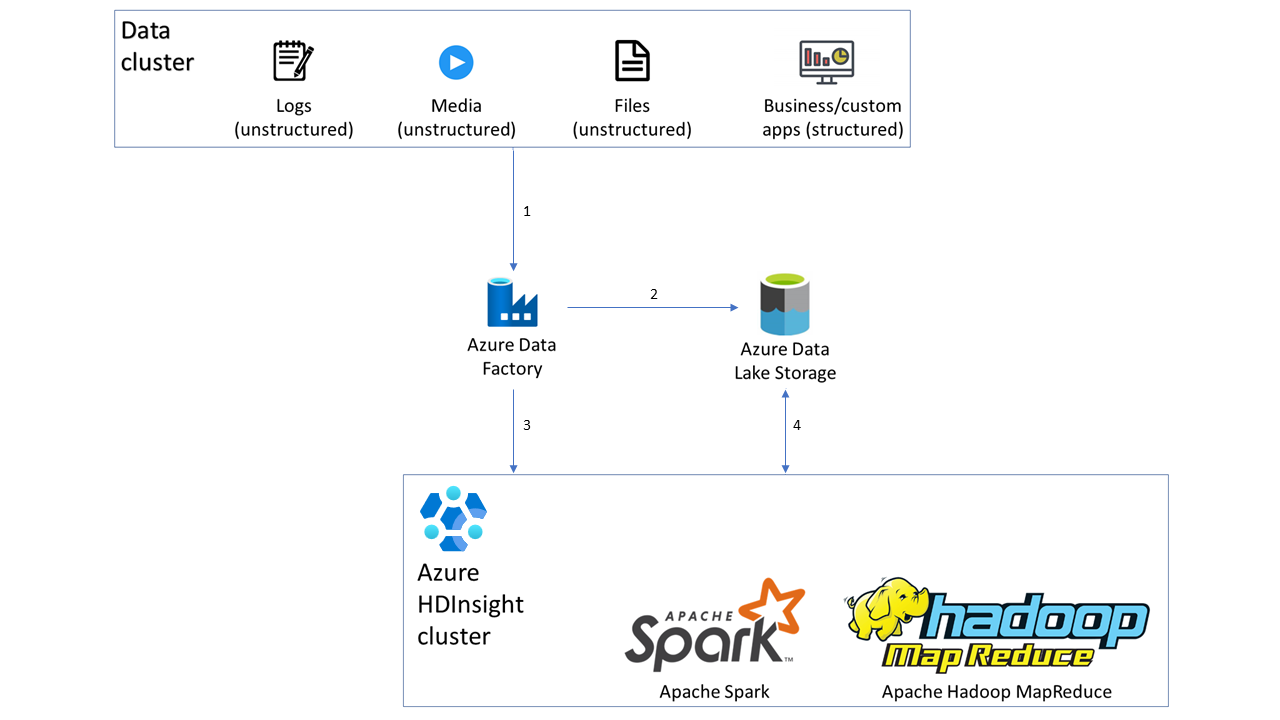 Data
cluster
Logs
(unstructured)
Media
(unstructured)
Files
(unstructured)
Business/custom
apps (structured)
1
Azure Data
Factory
2
Azure Data
Lake Storage
3
4
Azure
HDInsight
cluster
APACHE
Spark™
Apache Spark
hadoop
Map Reduce
Apache Hadoop MapReduce